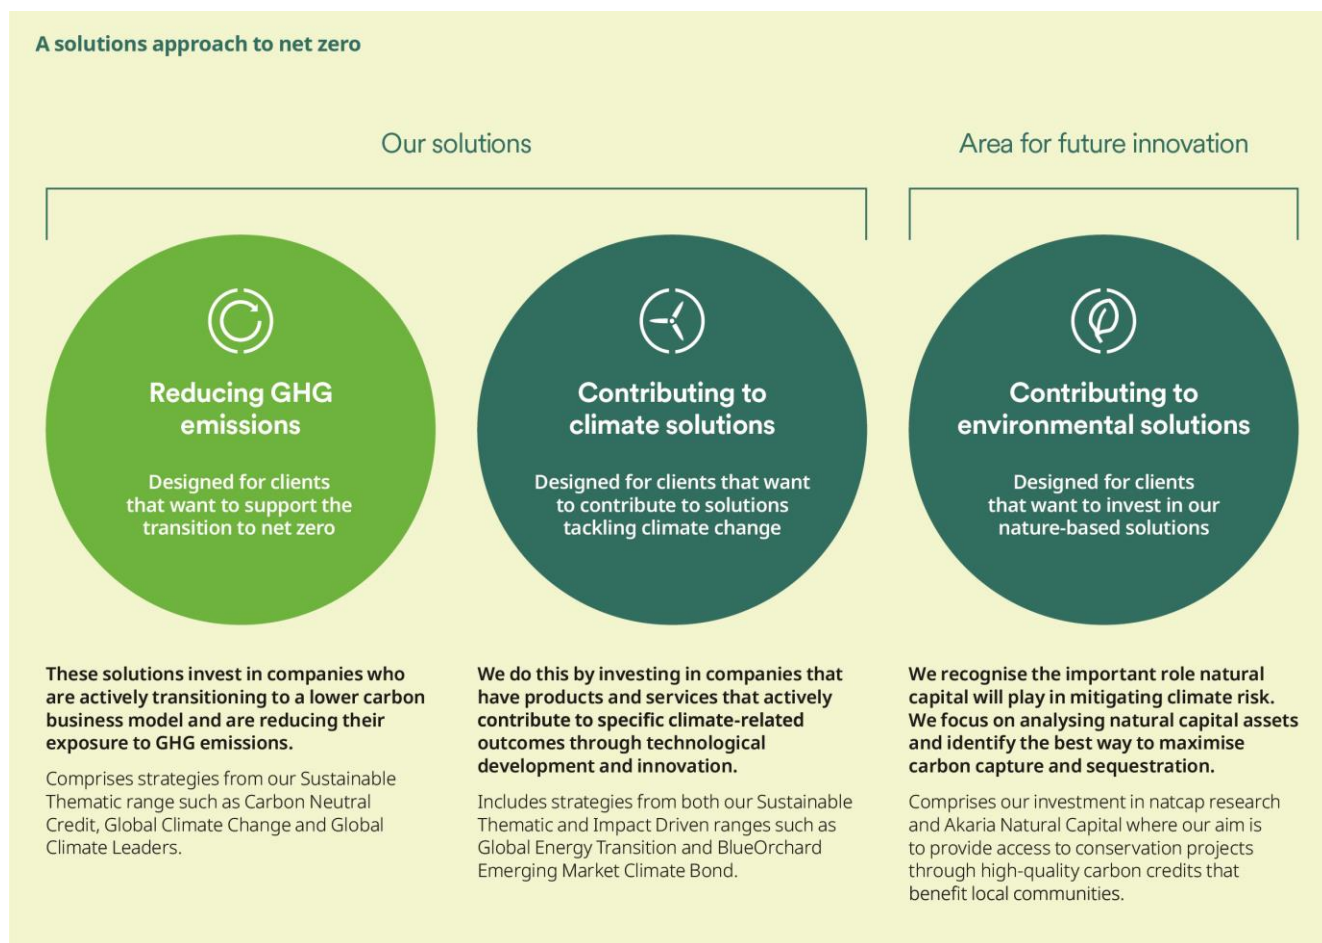 A solutions approach to net zero
Our solutions
Area for future innovation
Reducing GHG
emissions
Designed for clients
that want to support the
transition to net zero
Contributing to
climate solutions
Designed for clients that want
to contribute to solutions
tackling climate change
Contributing to
environmental solutions
Designed for clients
that want to invest in our
nature-based solutions
These solutions invest in companies who
are actively transitioning to a lower carbon
business model and are reducing their
exposure to GHG emissions.
Comprises strategies from our Sustainable
Thematic range such as Carbon Neutral
Credit, Global Climate Change and Global
Climate Leaders.
We do this by investing in companies that
have products and services that actively
contribute to specific climate-related
outcomes through technological
development and innovation.
Includes strategies from both our Sustainable
Thematic and Impact Driven ranges such as
Global Energy Transition and BlueOrchard
Emerging Market Climate Bond.
We recognise the important role natural
capital will play in mitigating climate risk.
We focus on analysing natural capital assets
and identify the best way to maximise
carbon capture and sequestration.
Comprises our investment in natcap research
and Akaria Natural Capital where our aim is
to provide access to conservation projects
through high-quality carbon credits that
benefit local communities.